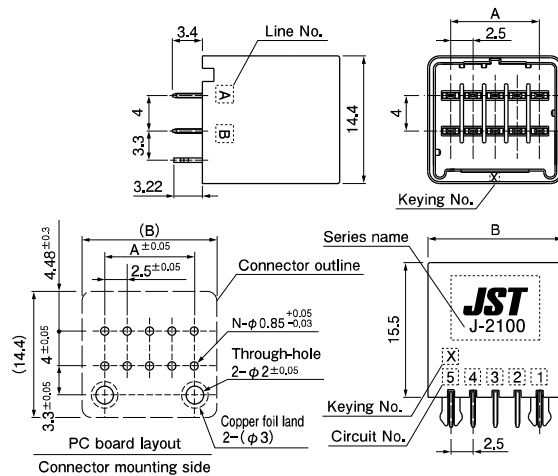 3.4
Line No.
A
B
4
3.3
3.22
14.4
A
2.5
4
X
Keying No.
(B)
A±0.05
2.5±0.05
4.48±0.3
(14.4)
4±0.05
3.3±0.05
Connector outline
N-φ0.85 +0.05 -0.03
Through-hole
2-φ2±0.05
Copper foil land
2-(φ3)
PC board layout
Connector mounting side
Series name
B
JST
J-2100
15.5
X
5 4 3 2 1
Keying No.
Circuit No.
2,5